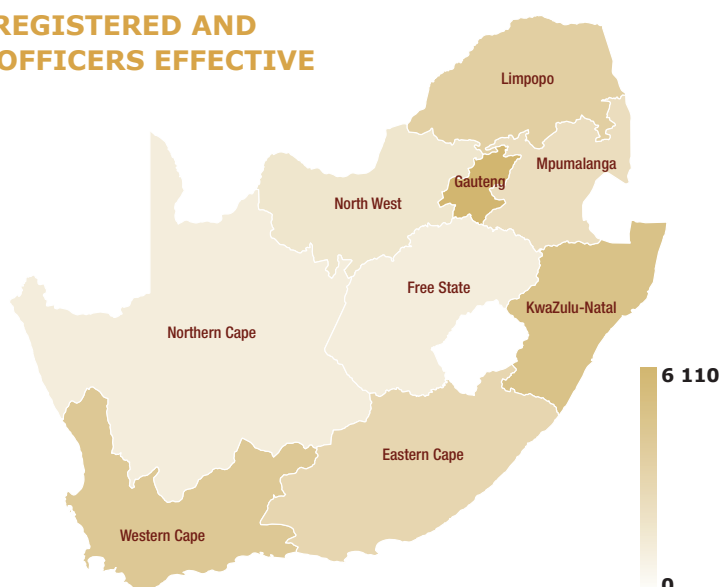 REGISTERED AND
OFFICERS EFFECTIVE
Limpopo
Mpumalanga
Gauteng
North West
Free State
KwaZulu-Natal
Northern Cape
6 110
Eastern Cape
Western Cape
0